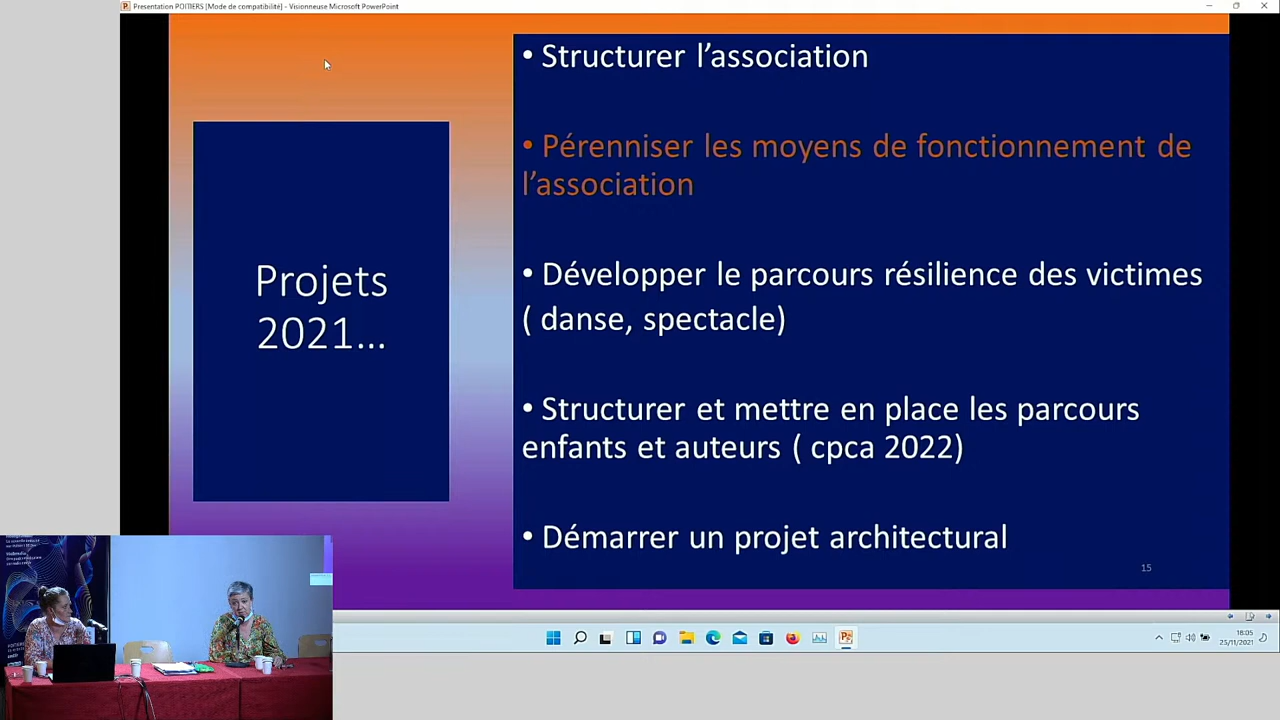 Presentation POITIERS [Mode de compatibilité] - Visionneuse Microsoft PowerPoint
• Structurer l’association
• Pérenniser les moyens de fonctionnement de
l’association
Projets
2021...
• Développer le parcours résilience des victimes
( danse, spectacle)
• Structurer et mettre en place les parcours
enfants et auteurs ( cpca 2022)
• Démarrer un projet architectural
15
18:05